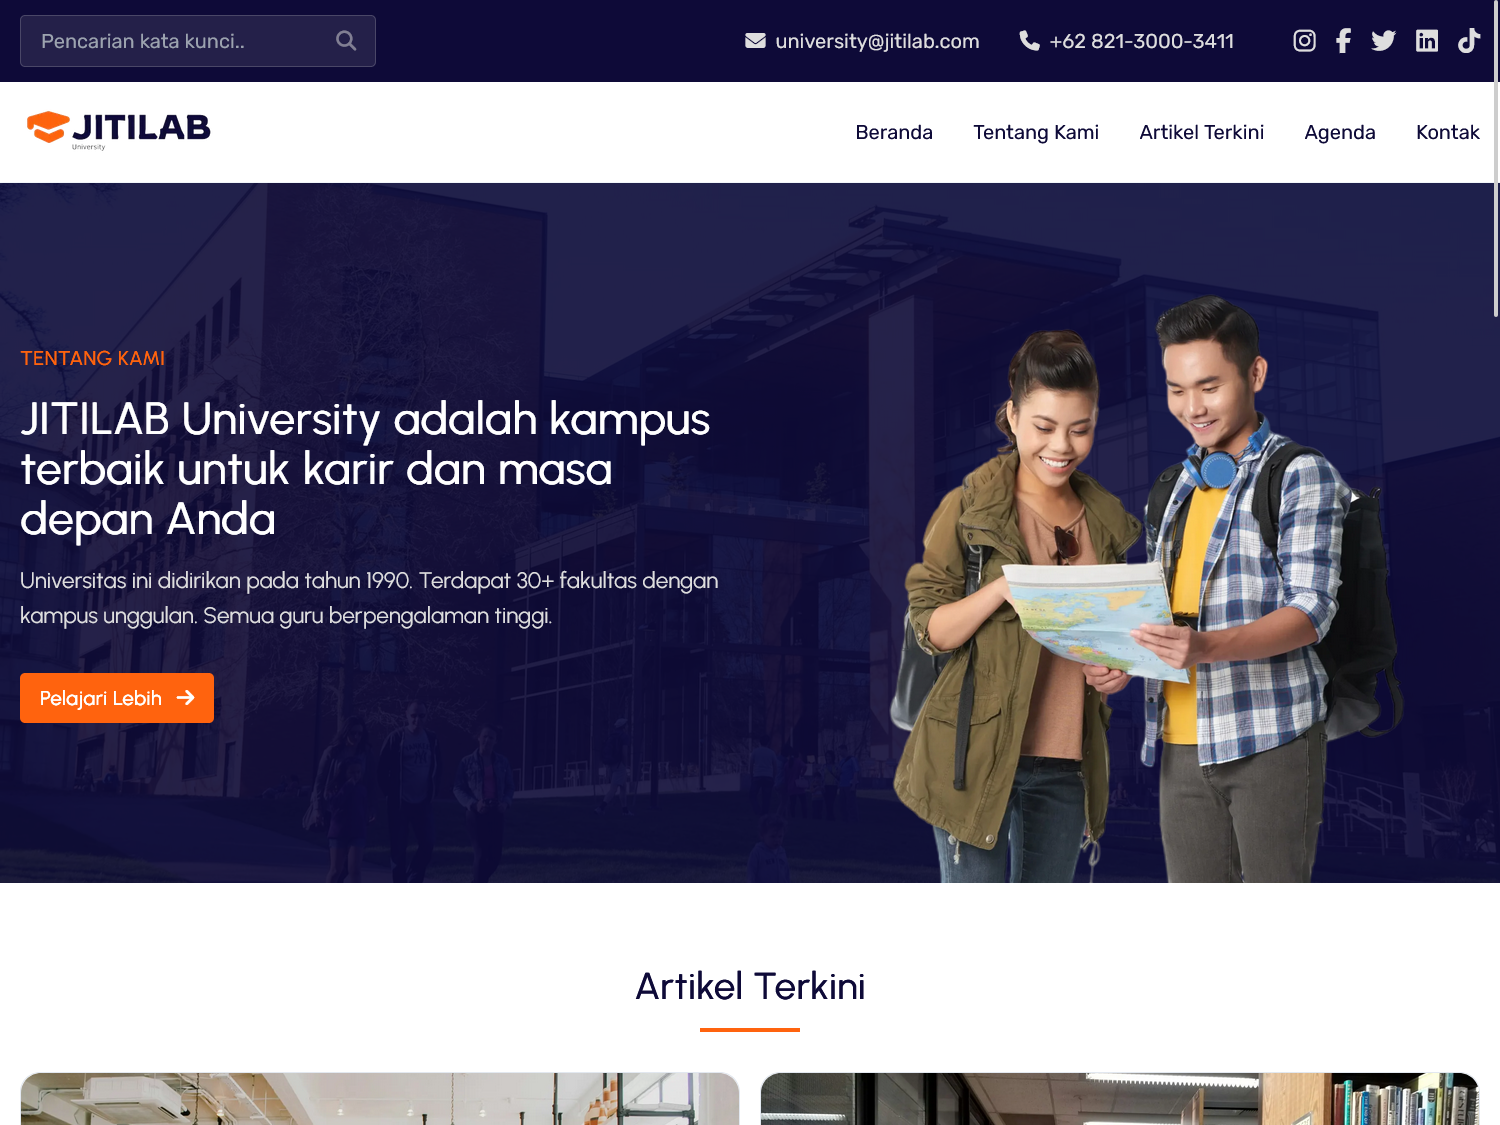 Pencarian kata kunci..
university@jitilab.com
+62 821-3000-3411
JITILAB
University
Beranda
Tentang Kami
Artikel Terkini
Agenda
Kontak
TENTANG KAMI
JITILAB University adalah kampus
terbaik untuk karir dan masa
depan Anda
Universitas ini didirikan pada tahun 1990. Terdapat 30+ fakultas dengan
kampus unggulan. Semua guru berpengalaman tinggi.
Pelajari Lebih
Artikel Terkini